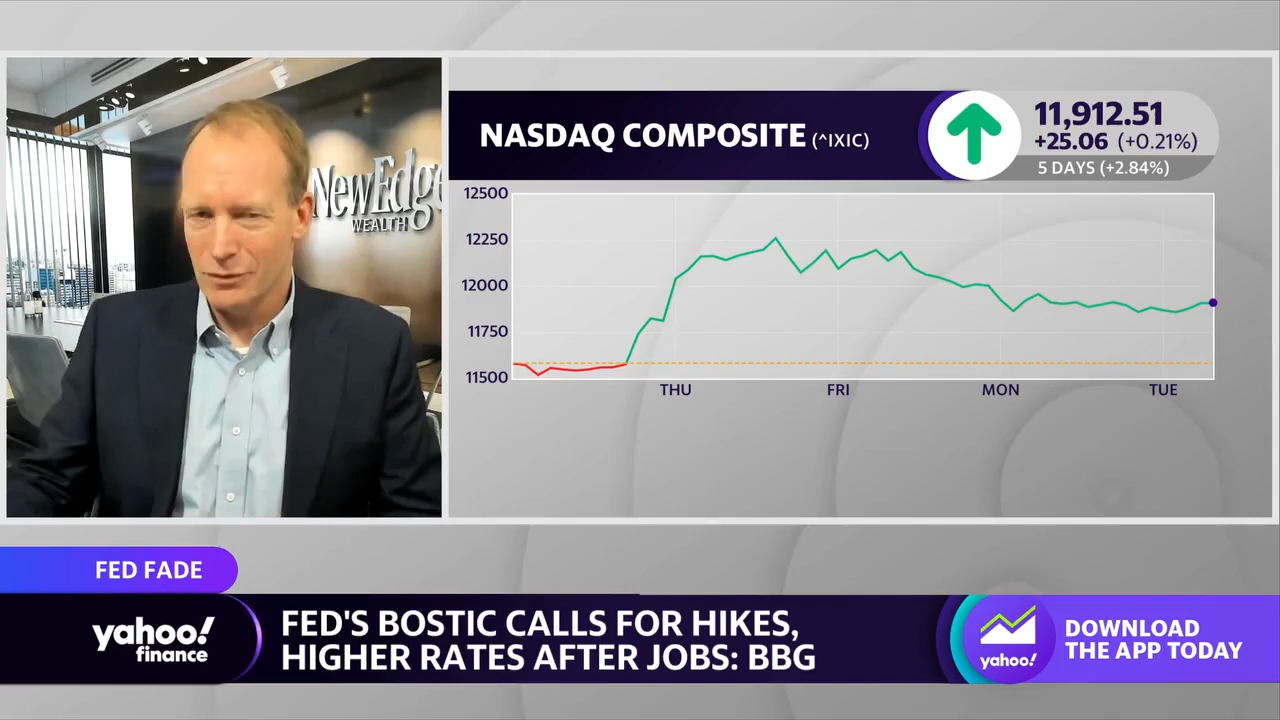 NewEdge
WEALTH
NASDAQ COMPOSITE (^IXIC)
11,912.51
+25.06 (+0.21%)
5 DAYS (+2.84%)
12500
12250
12000
11750
11500
THU FRI MON TUE
FED FADE
yahoo!
finance
FED'S BOSTIC CALLS FOR HIKES,
HIGHER RATES AFTER JOBS: BBG
yahoo!
DOWNLOAD
THE APP TODAY